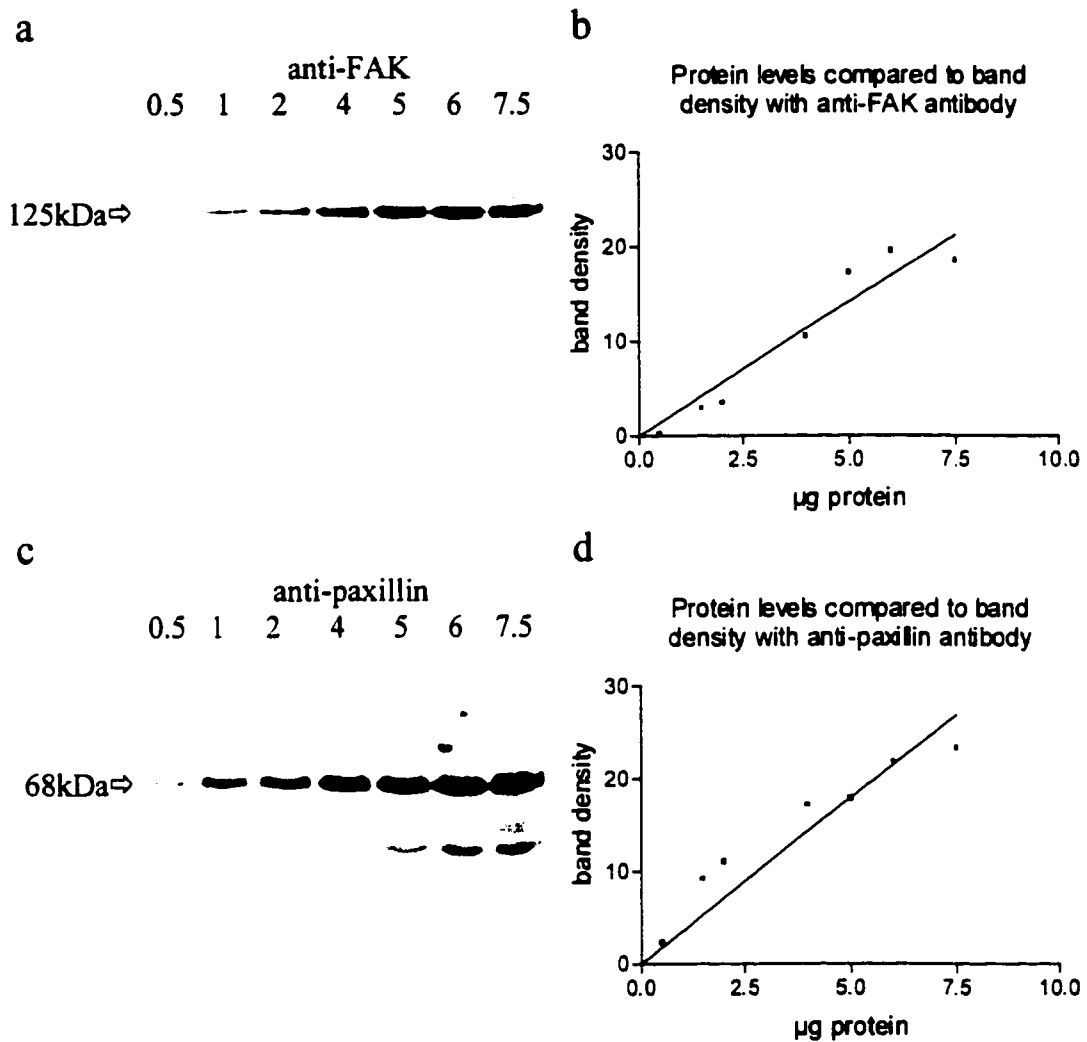 a
anti-FAK
0.5 1 2 4 5 6 7.5
125kDa⇨
b
Protein levels compared to band
density with anti-FAK antibody
30
20
10
0
band density
0.0 2.5 5.0 7.5 10.0
µg protein
c
anti-paxillin
0.5 1 2 4 5 6 7.5
68kDa⇨
d
Protein levels compared to band
density with anti-paxillin antibody
30
20
10
0
band density
0.0 2.5 5.0 7.5 10.0
µg protein